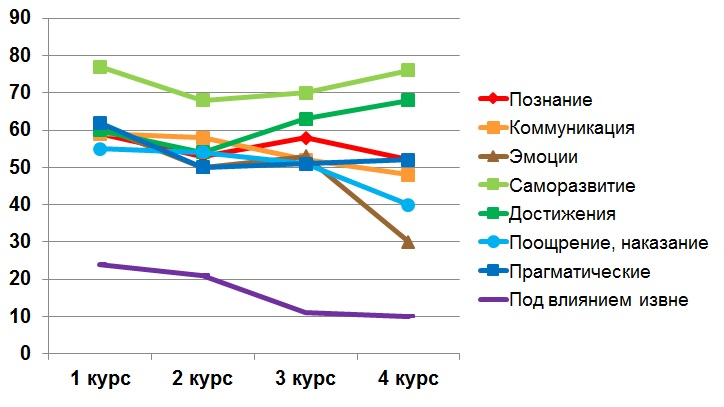 90
80
70
60
50
40
30
20
10
0
1 курс 2 курс 3 курс 4 курс
Познание
Коммуникация
Эмоции
Саморазвитие
Достижения
Поощрение, наказание
Прагматические
Под влиянием извне